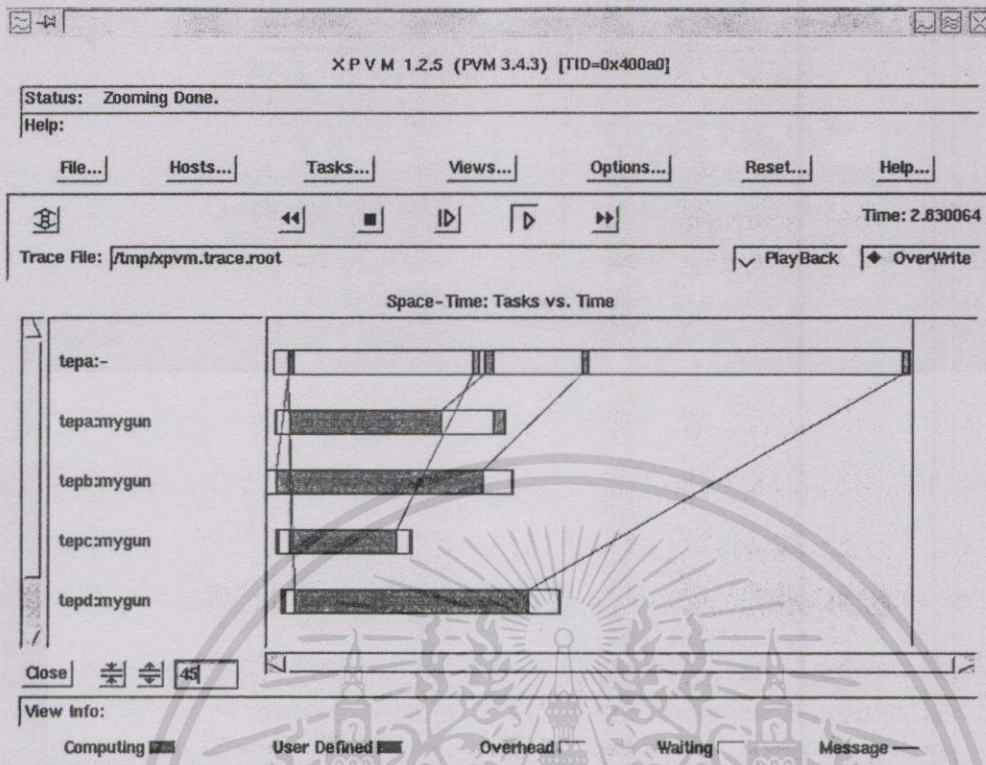 X P V M 1.2.5 (PVM 3.4.3) [TID=0x400a0]
Status: Zooming Done.
Help:
File... Hosts... Tasks... Views... Options... Reset... Help...
Time: 2.830064
Trace File: /tmp/xpvm.trace.root PlayBack OverWrite
Space-Time: Tasks vs. Time
tepa:-
tepa:mygun
tepb:mygun
tepc:mygun
tepd:mygun
Close 45
View Info:
Computing User Defined Overhead Waiting Message